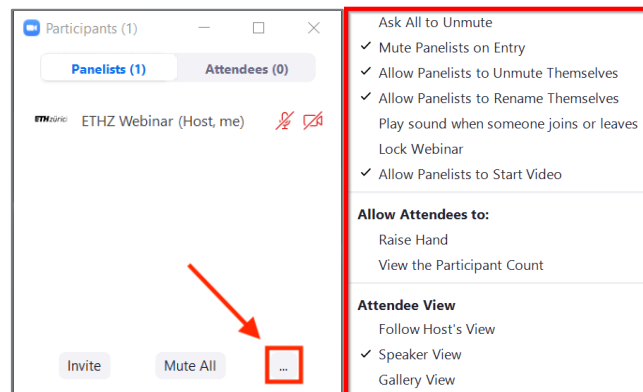 Participants (1)
Panelists (1)
Attendees (0)
ETHzüric
ETHZ Webinar (Host, me)
Invite
Mute All
...
Ask All to Unmute
Mute Panelists on Entry
Allow Panelists to Unmute Themselves
Allow Panelists to Rename Themselves
Play sound when someone joins or leaves
Lock Webinar
Allow Panelists to Start Video
Allow Attendees to:
Raise Hand
View the Participant Count
Attendee View
Follow Host's View
Speaker View
Gallery View